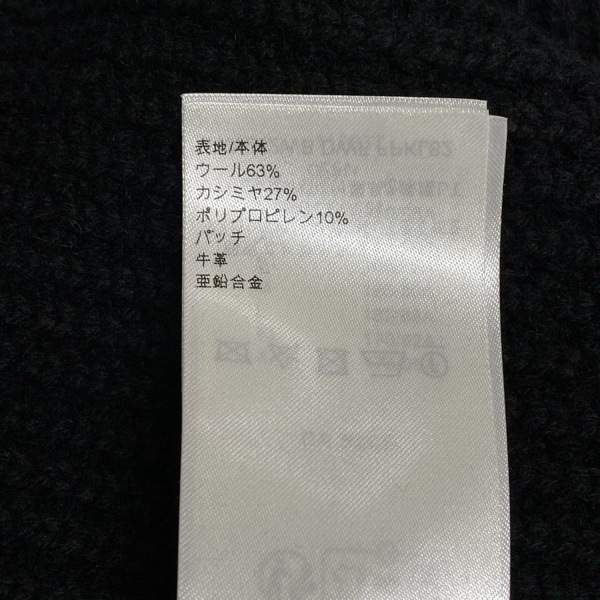 表地/本体
ウール63%
カシミヤ27%
ポリプロピレン10%
パッチ
牛革
亜鉛合金